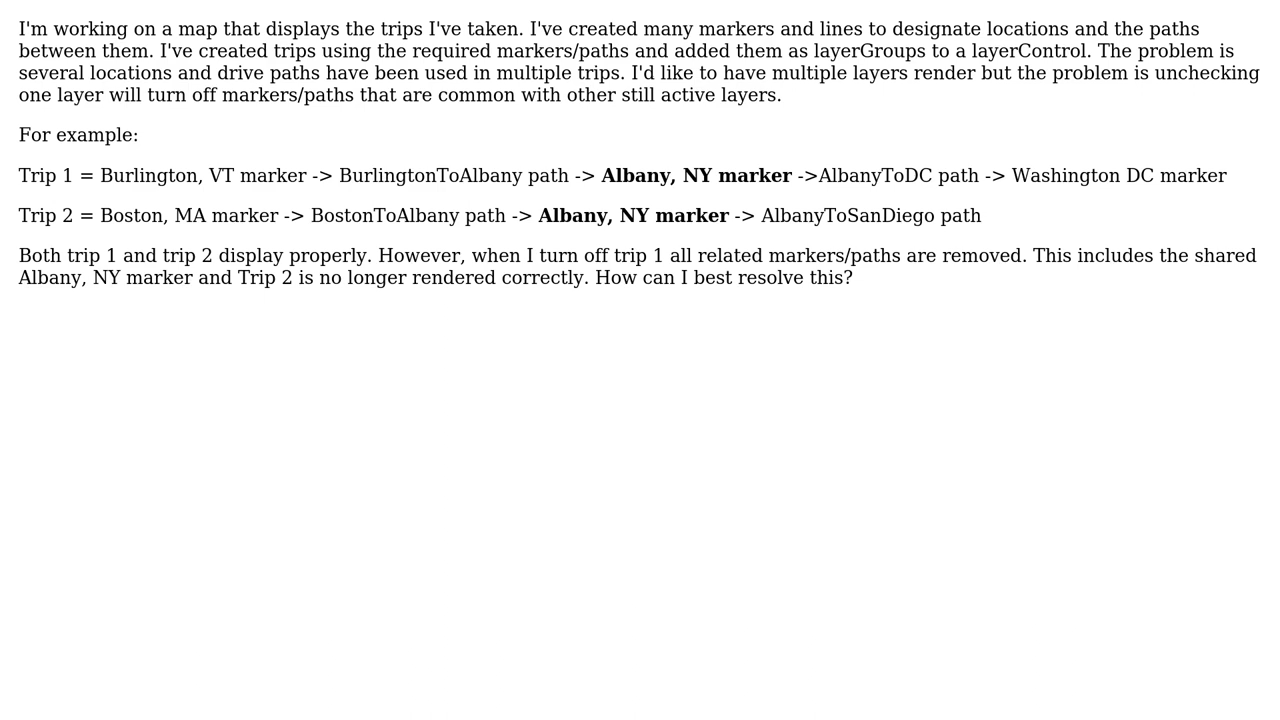 I'm working on a map that displays the trips I've taken. I've created many markers and lines to designate locations and the paths
between them. I've created trips using the required markers/paths and added them as layerGroups to a layerControl. The problem is
several locations and drive paths have been used in multiple trips. I'd like to have multiple layers render but the problem is unchecking
one layer will turn off markers/paths that are common with other still active layers.
For example:
Trip 1 = Burlington, VT marker -> BurlingtonToAlbany path -> Albany, NY marker ->AlbanyToDC path -> Washington DC marker
Trip 2 = Boston, MA marker -> BostonToAlbany path -> Albany, NY marker -> AlbanyToSanDiego path
Both trip 1 and trip 2 display properly. However, when I turn off trip 1 all related markers/paths are removed. This includes the shared
Albany, NY marker and Trip 2 is no longer rendered correctly. How can I best resolve this?